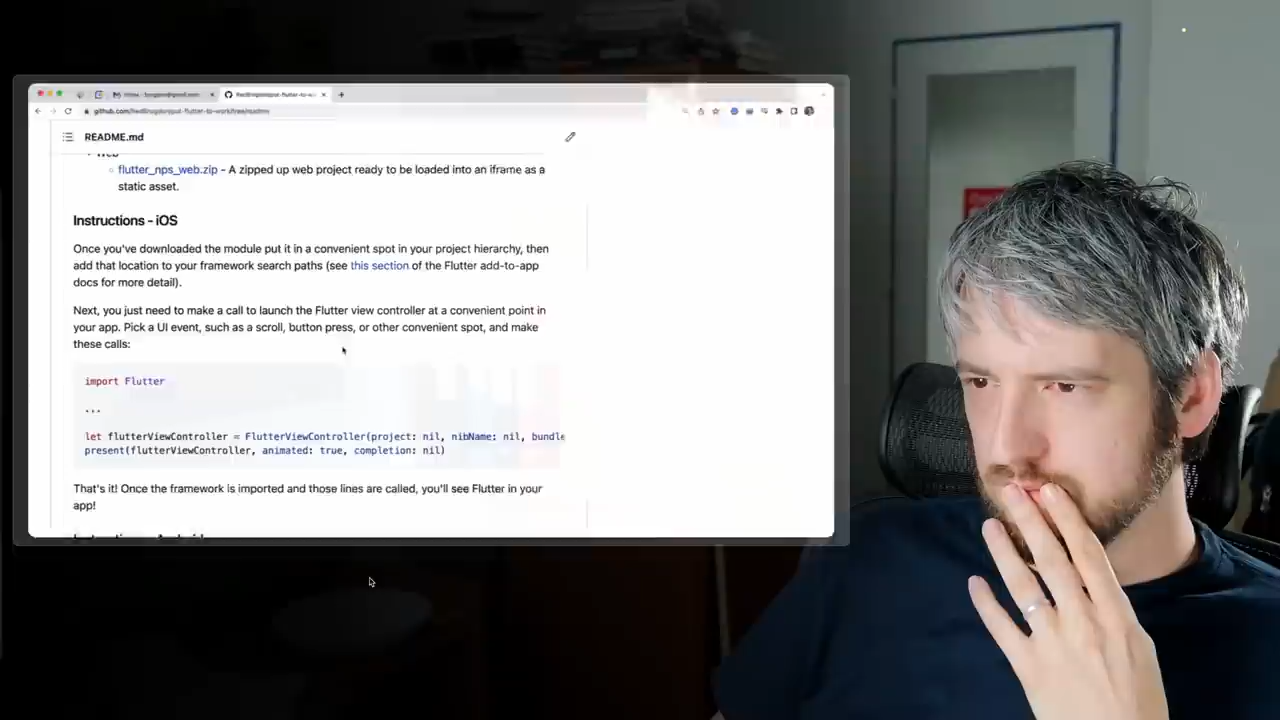 README.md
Web
flutter_nps_web.zip - A zipped up web project ready to be loaded into an iframe as a
static asset.
Instructions - iOS
Once you've downloaded the module put it in a convenient spot in your project hierarchy, then
add that location to your framework search paths (see this section of the Flutter add-to-app
docs for more detail).
Next, you just need to make a call to launch the Flutter view controller at a convenient point in
your app. Pick a UI event, such as a scroll, button press, or other convenient spot, and make
these calls:
import Flutter
...
let flutterViewController = FlutterViewController(project: nil, nibName: nil, bundle
present(flutterViewController, animated: true, completion: nil)
That's it! Once the framework is imported and those lines are called, you'll see Flutter in your
app!